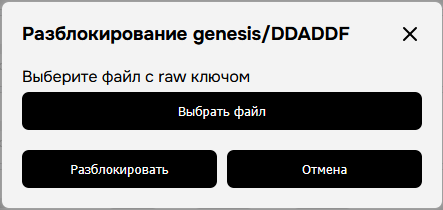 Разблокирование genesis/DDADDF
Выберите файл с raw ключом
Выбрать файл
Разблокировать
Отмена